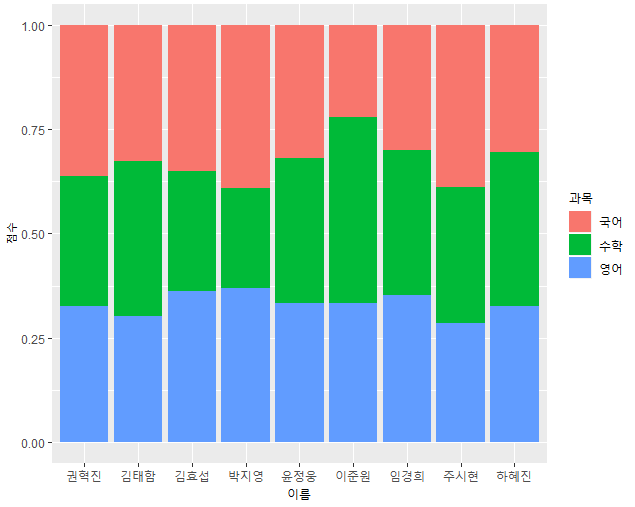 1.00
0.75
0.50
0.25
0.00
점수
권혁진 김태함 김효섭 박지영 윤정웅 이준원 임경희 주시현 하혜진
이름
과목
국어
수학
영어